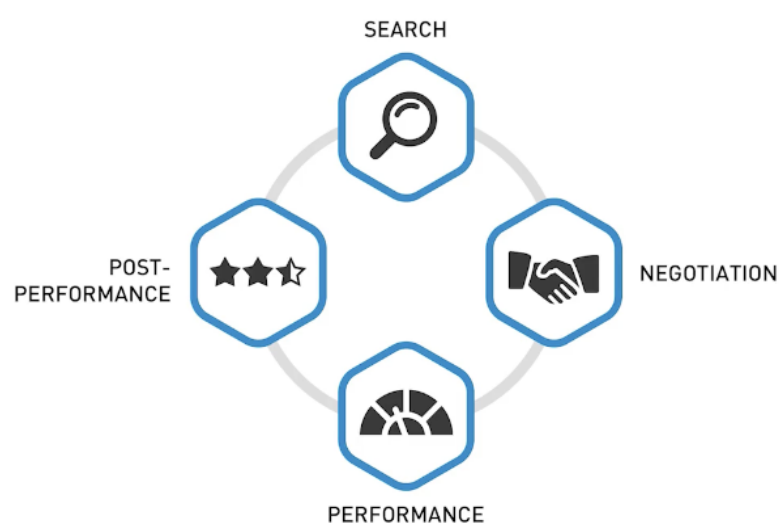 SEARCH
NEGOTIATION
POST-
PERFORMANCE
PERFORMANCE